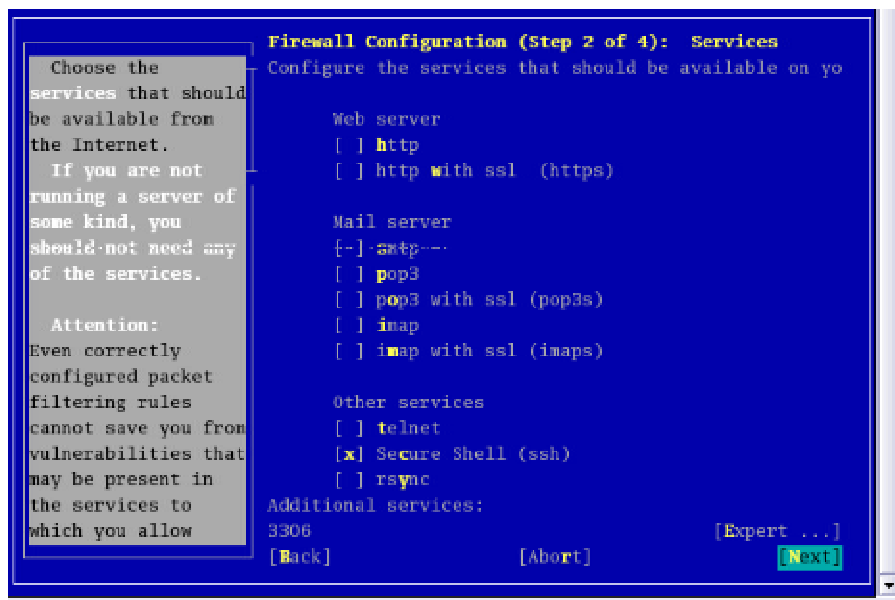 Firewall Configuration (Step 2 of 4): Services
Configure the services that should be available on yo
Choose the
services that should
be available from
the Internet.
If you are not
running a server of
some kind, you
should not need any
of the services.
Attention:
Even correctly
configured packet
filtering rules
cannot save you from
vulnerabilities that
may be present in
the services to
which you allow
Web server
[ ] http
[ ] http with ssl (https)
Mail server
[-] smtp
[ ] pop3
[ ] pop3 with ssl (pop3s)
[ ] imap
[ ] imap with ssl (imaps)
Other services
[ ] telnet
[x] Secure Shell (ssh)
[ ] rsync
Additional services:
3306 [Expert ...]
[Back] [Abort] [Next]